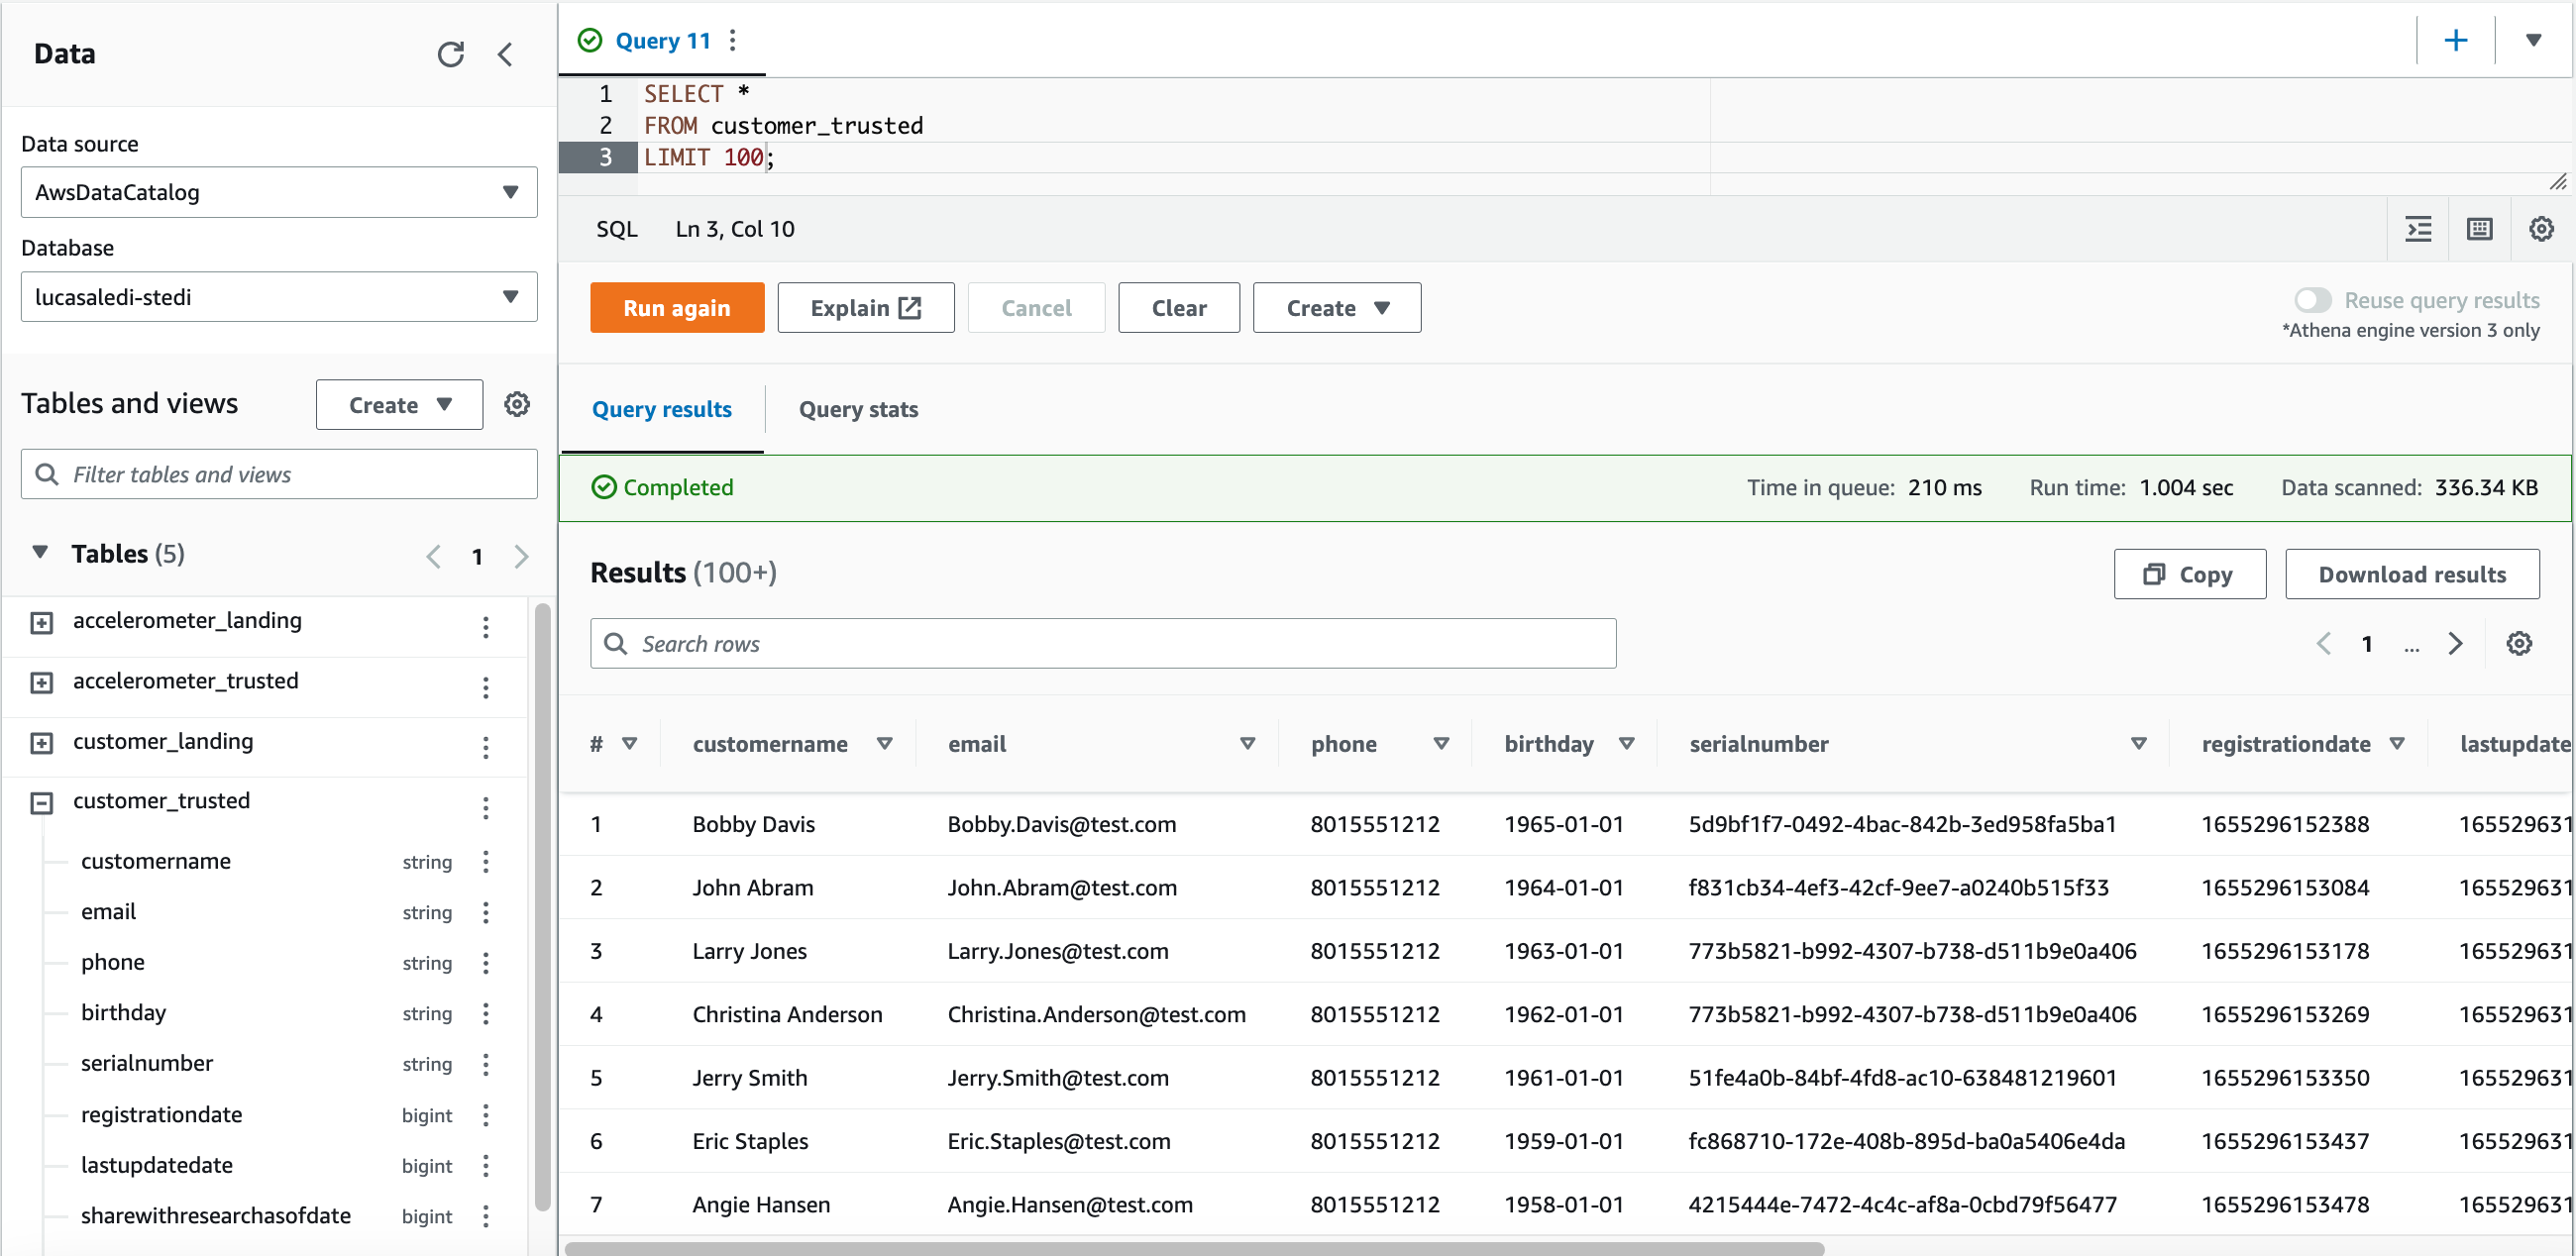 Data
Data source
AwsDataCatalog
Database
lucasaledi-stedi
Tables and views
Create
Filter tables and views
Tables (5)
1
accelerometer_landing
accelerometer_trusted
customer_landing
customer_trusted
customername string
email string
phone string
birthday string
serialnumber string
registrationdate bigint
lastupdatedate bigint
sharewithresearchasofdate bigint
Query 11
1 SELECT *
2 FROM customer_trusted
3 LIMIT 100;
SQL Ln 3, Col 10
Run again Explain Cancel Clear Create
Reuse query results
*Athena engine version 3 only
Query results Query stats
Completed Time in queue: 210 ms Run time: 1.004 sec Data scanned: 336.34 KB
Results (100+) Copy Download results
Search rows 1 ...
# customername email phone birthday serialnumber registrationdate lastupdate
1 Bobby Davis Bobby.Davis@test.com 8015551212 1965-01-01 5d9bf1f7-0492-4bac-842b-3ed958fa5ba1 1655296152388 165529631
2 John Abram John.Abram@test.com 8015551212 1964-01-01 f831cb34-4ef3-42cf-9ee7-a0240b515f33 1655296153084 165529631
3 Larry Jones Larry.Jones@test.com 8015551212 1963-01-01 773b5821-b992-4307-b738-d511b9e0a406 1655296153178 165529631
4 Christina Anderson Christina.Anderson@test.com 8015551212 1962-01-01 773b5821-b992-4307-b738-d511b9e0a406 1655296153269 165529631
5 Jerry Smith Jerry.Smith@test.com 8015551212 1961-01-01 51fe4a0b-84bf-4fd8-ac10-638481219601 1655296153350 165529631
6 Eric Staples Eric.Staples@test.com 8015551212 1959-01-01 fc868710-172e-408b-895d-ba0a5406e4da 1655296153437 165529631
7 Angie Hansen Angie.Hansen@test.com 8015551212 1958-01-01 4215444e-7472-4c4c-af8a-0cbd79f56477 1655296153478 165529631